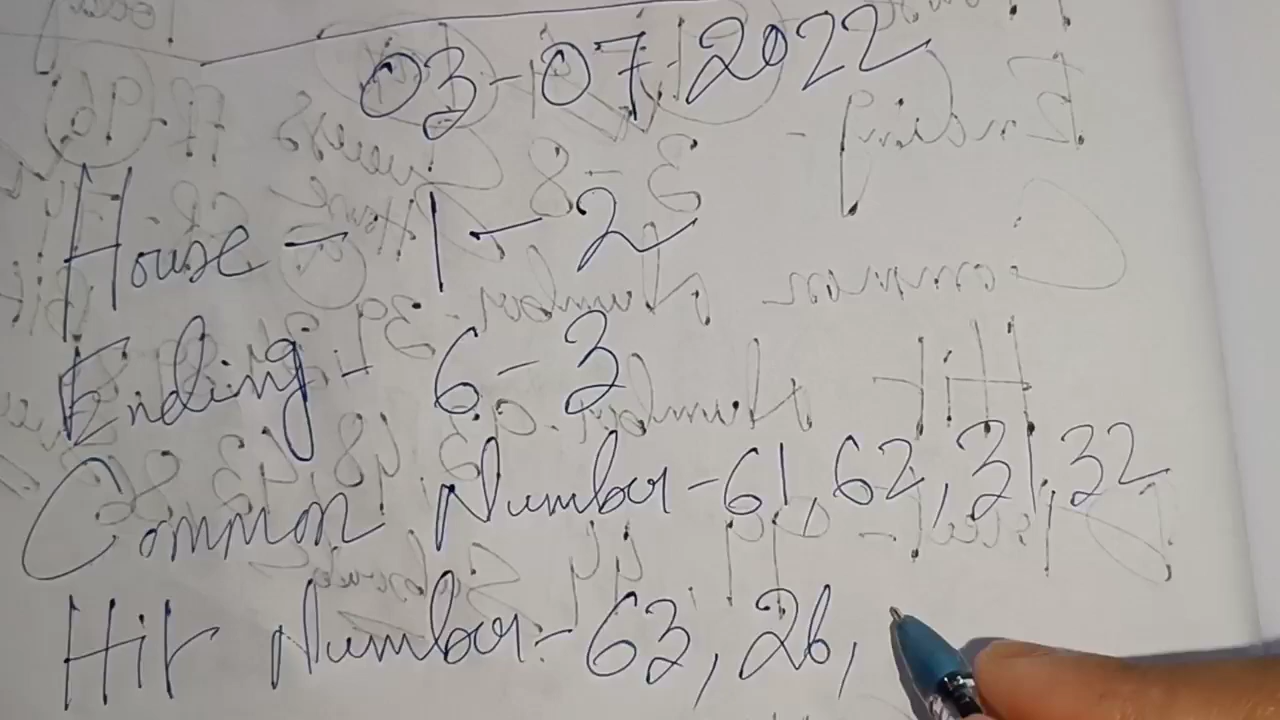 03-07-2022
House - 1 - 2
Ending - 6 - 3
Common Number - 61, 62, 31, 32
Hit Number:- 63, 26,